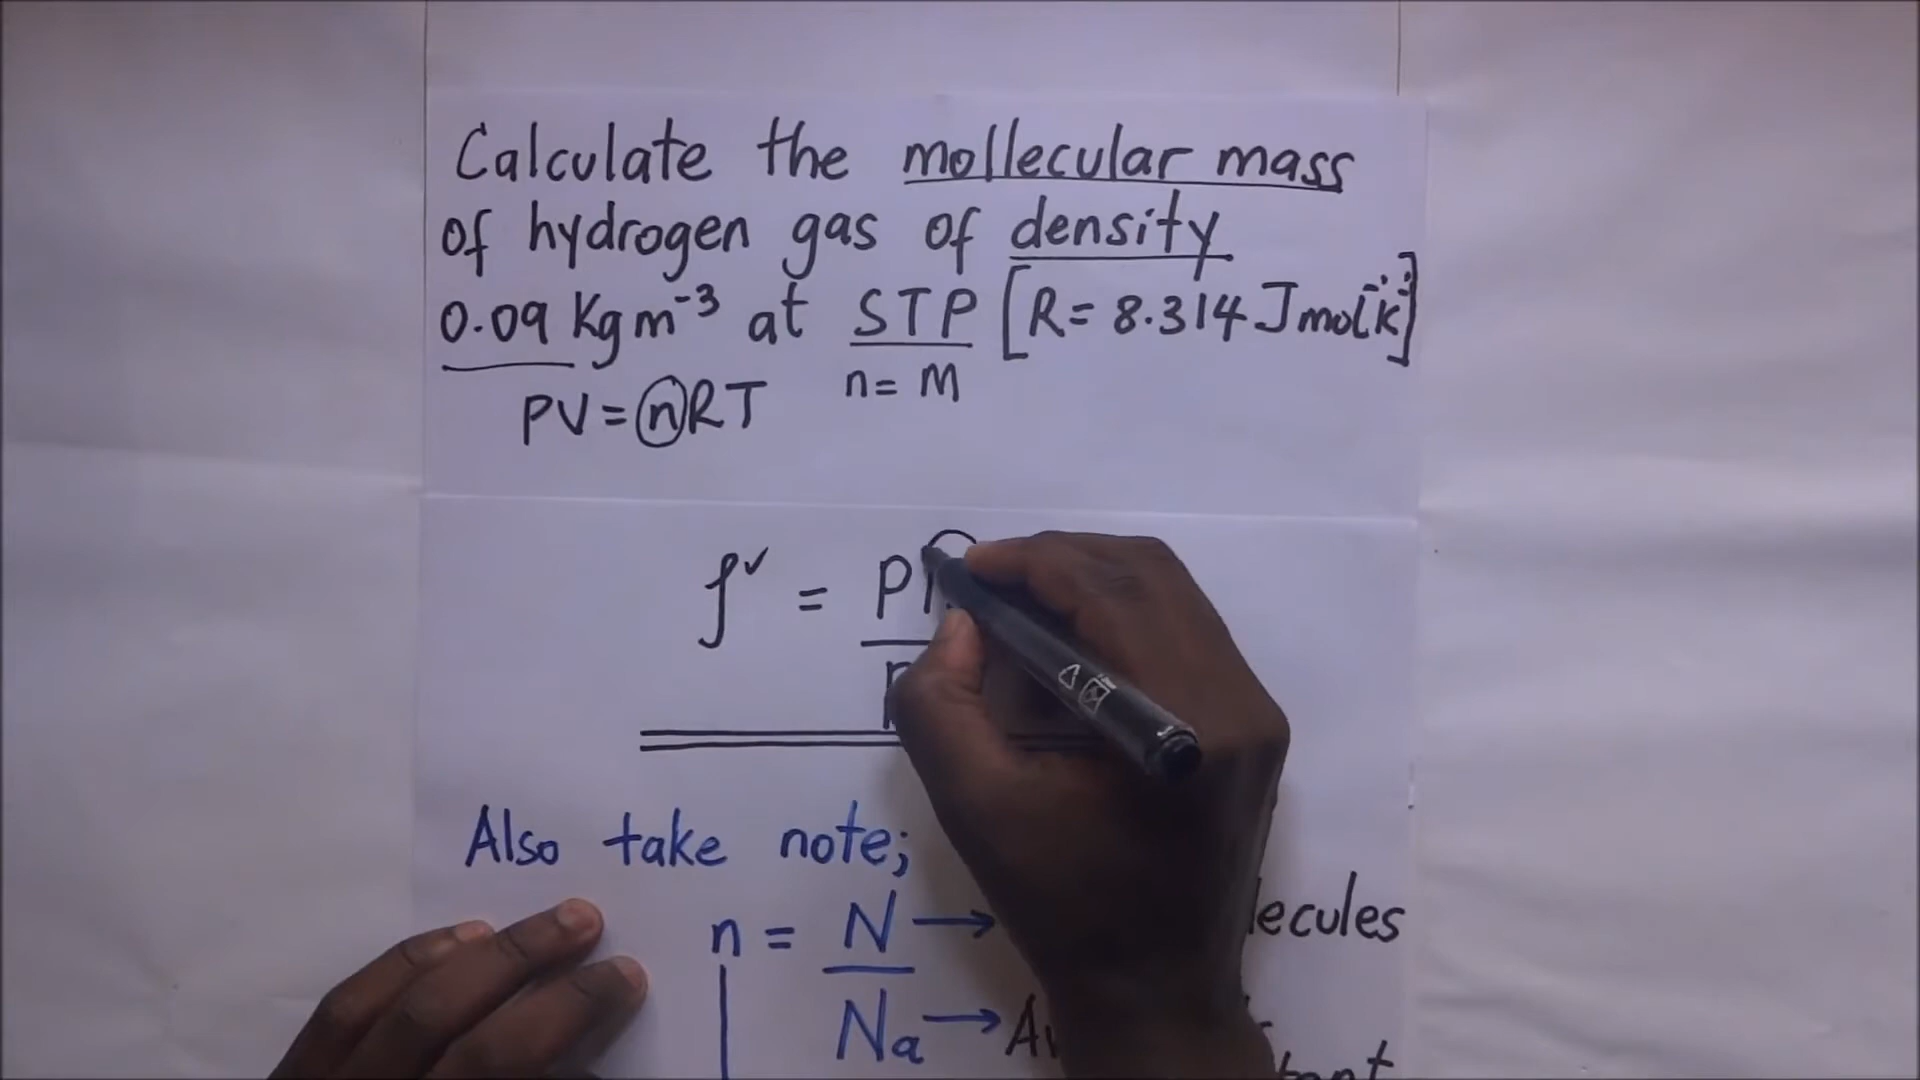 Calculate the mollecular mass
of hydrogen gas of density
0.09 Kgm⁻³ at STP [R = 8.314 Jmol⁻¹K⁻¹]
n = M
PV = nRT
ρ = P
Also take note;
n = N → lecules
Na → A